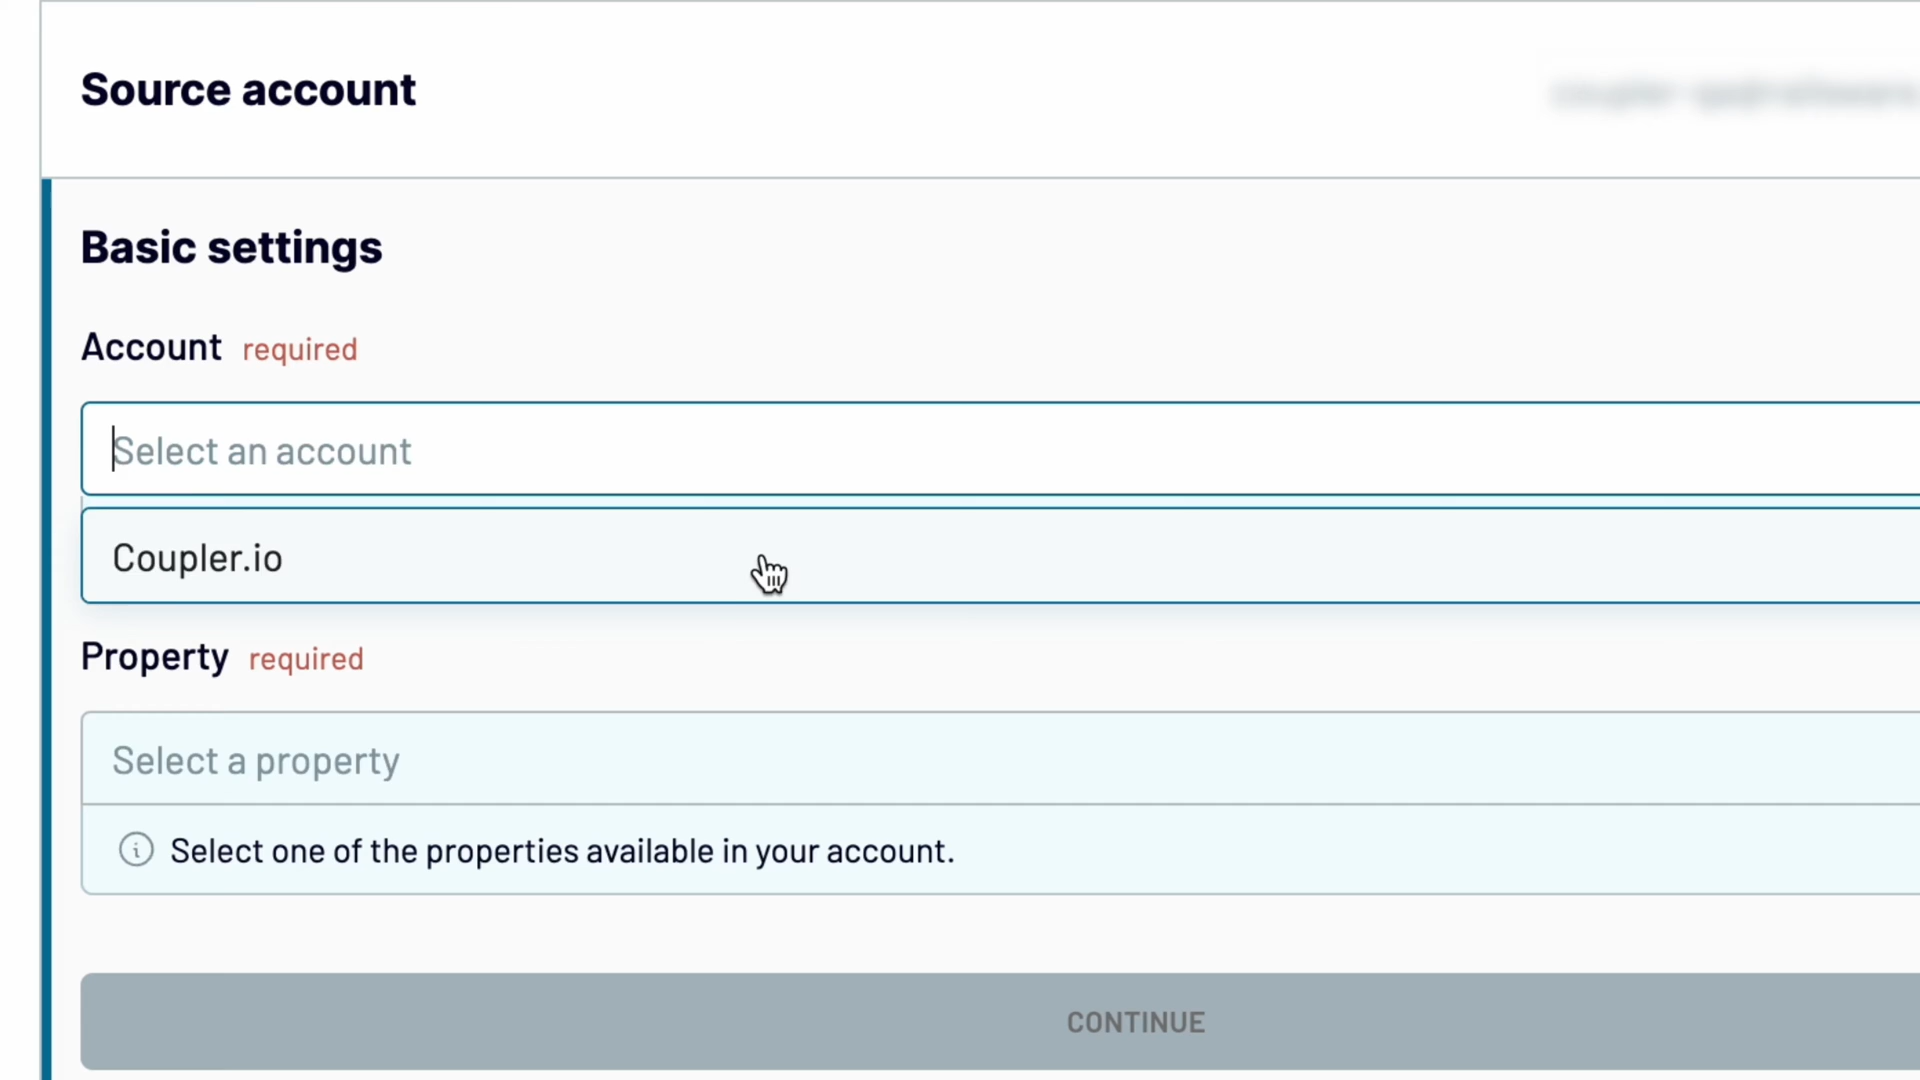 Source account
Basic settings
Account required
Select an account
Coupler.io
Property required
Select a property
Select one of the properties available in your account.
CONTINUE